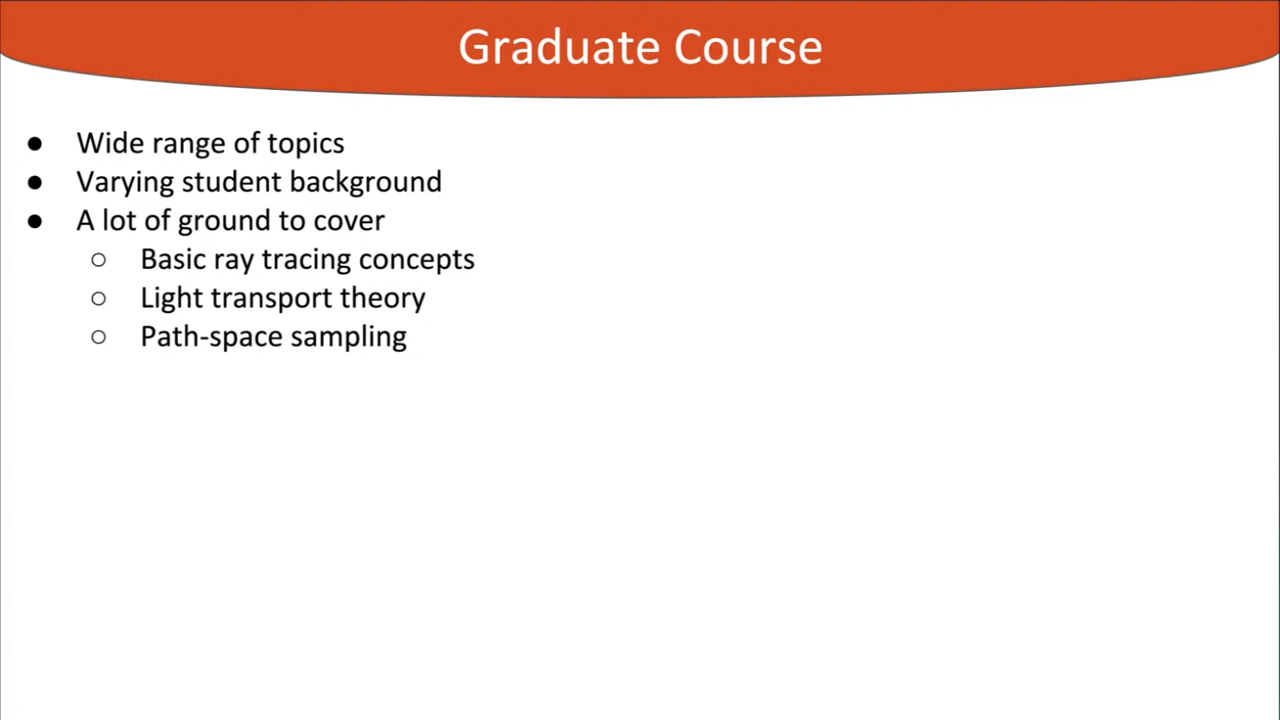 Graduate Course
● Wide range of topics
● Varying student background
● A lot of ground to cover
○ Basic ray tracing concepts
○ Light transport theory
○ Path-space sampling